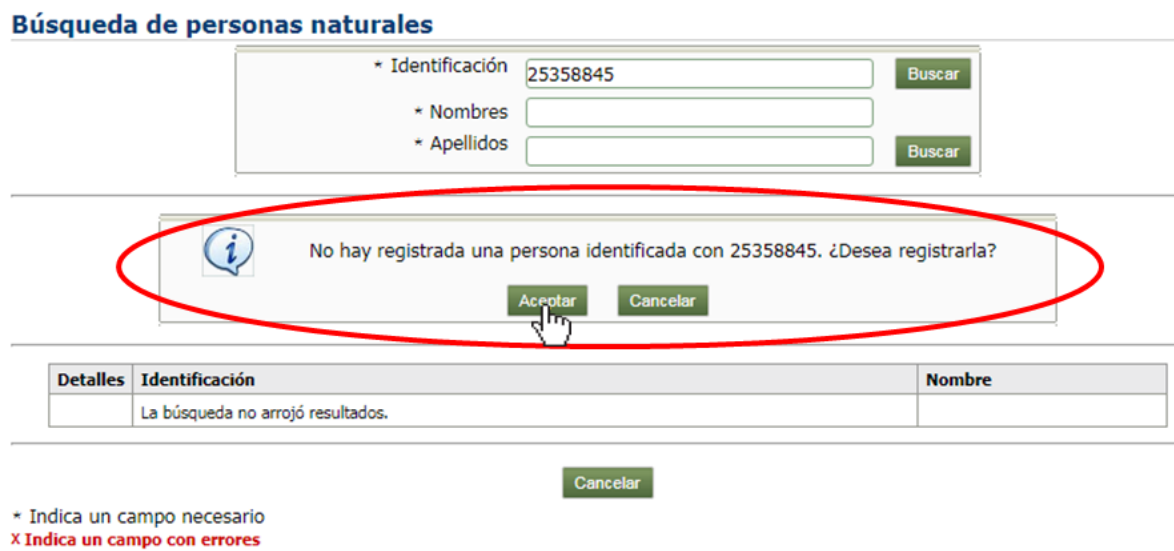 Búsqueda de personas naturales
* Identificación 25358845 Buscar
* Nombres
* Apellidos Buscar
No hay registrada una persona identificada con 25358845. ¿Desea registrarla?
Aceptar Cancelar
Detalles Identificación Nombre
La búsqueda no arrojó resultados.
Cancelar
* Indica un campo necesario
X Indica un campo con errores